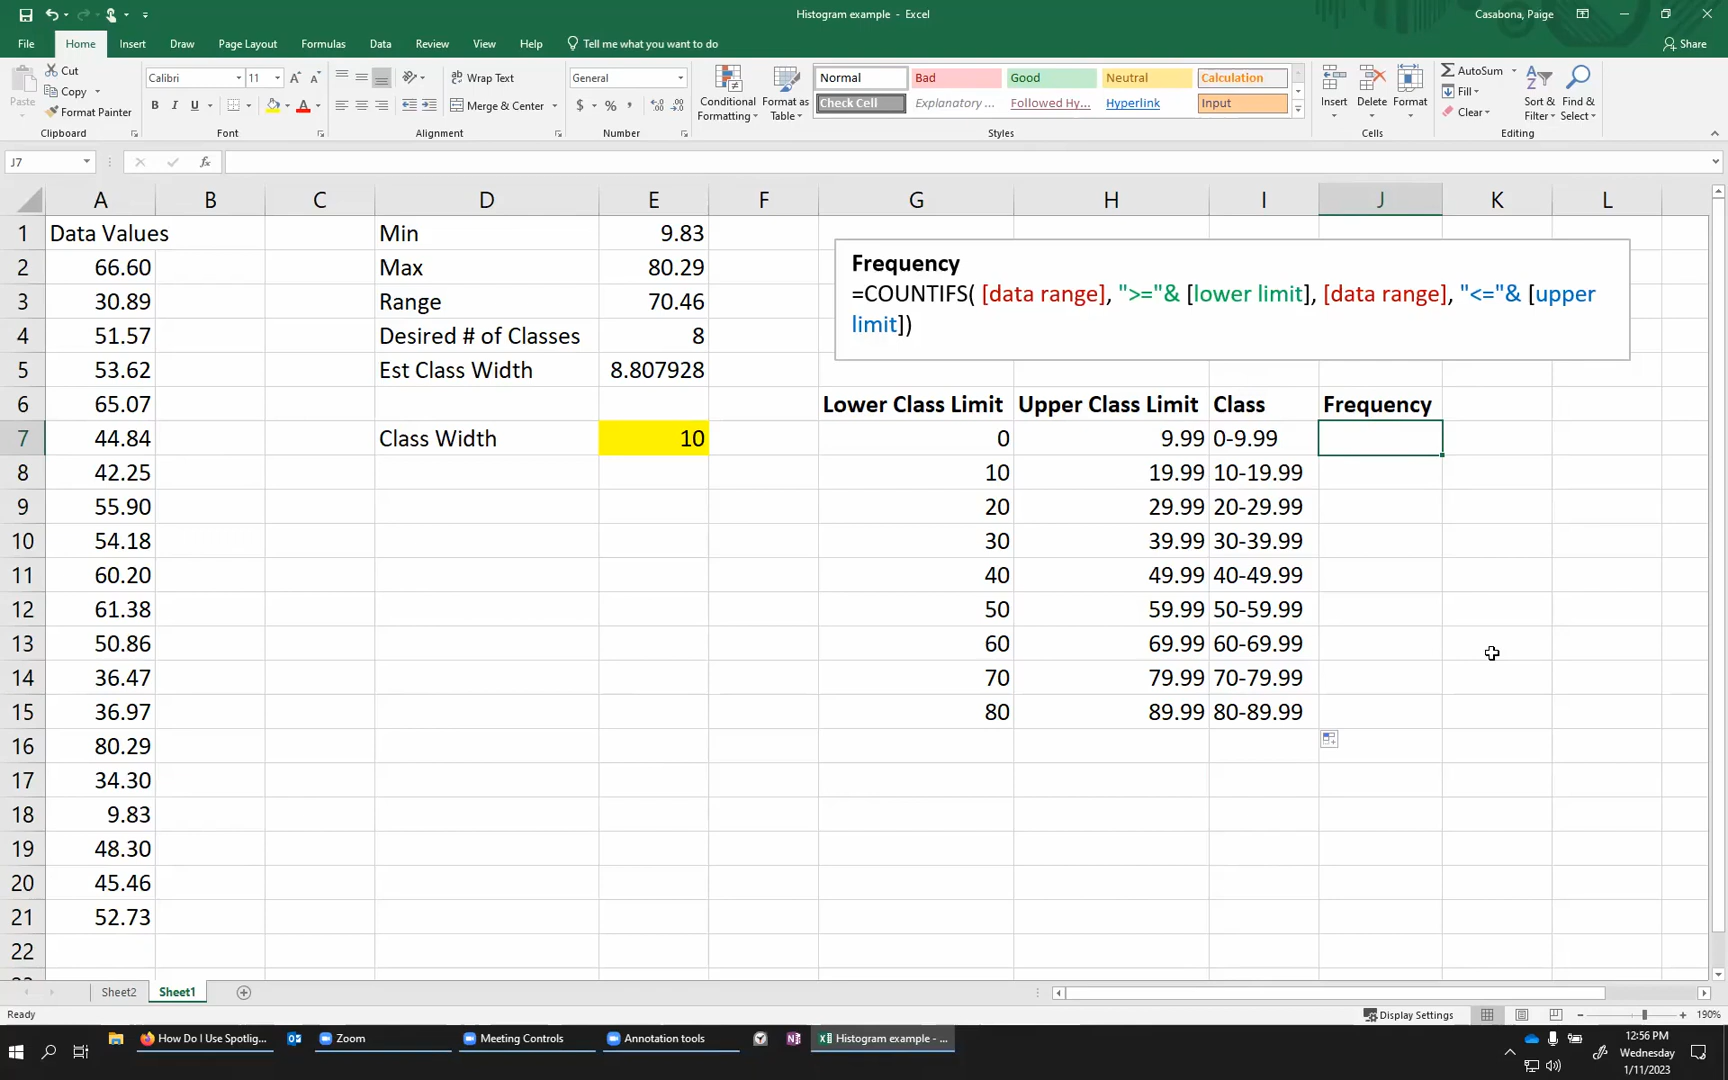 Histogram example - Excel
Casabona, Paige
File Home Insert Draw Page Layout Formulas Data Review View Help Tell me what you want to do
Share
Paste
Cut
Copy
Format Painter
Clipboard
Calibri 11
B I U
Font
Wrap Text
Merge & Center
Alignment
General
$ % ,
Number
Conditional Formatting
Format as Table
Normal Bad Good Neutral Calculation
Check Cell Explanatory ... Followed Hy... Hyperlink Input
Styles
Insert Delete Format
Cells
AutoSum
Fill
Clear
Sort & Filter
Find & Select
Editing
J7
fx
A B C D E F G H I J K L
1 Data Values Min 9.83
2 66.60 Max 80.29
3 30.89 Range 70.46
4 51.57 Desired # of Classes 8
5 53.62 Est Class Width 8.807928
Frequency
=COUNTIFS( [data range], ">="& [lower limit], [data range], "<="& [upper
limit])
6 65.07 Lower Class Limit Upper Class Limit Class Frequency
7 44.84 Class Width 10 0 9.99 0-9.99
8 42.25 10 19.99 10-19.99
9 55.90 20 29.99 20-29.99
10 54.18 30 39.99 30-39.99
11 60.20 40 49.99 40-49.99
12 61.38 50 59.99 50-59.99
13 50.86 60 69.99 60-69.99
14 36.47 70 79.99 70-79.99
15 36.97 80 89.99 80-89.99
16 80.29
17 34.30
18 9.83
19 48.30
20 45.46
21 52.73
22
Sheet2 Sheet1
Ready
Display Settings
190%
How Do I Use Spotlig...
Zoom
Meeting Controls
Annotation tools
Histogram example - ...
12:56 PM
Wednesday
1/11/2023